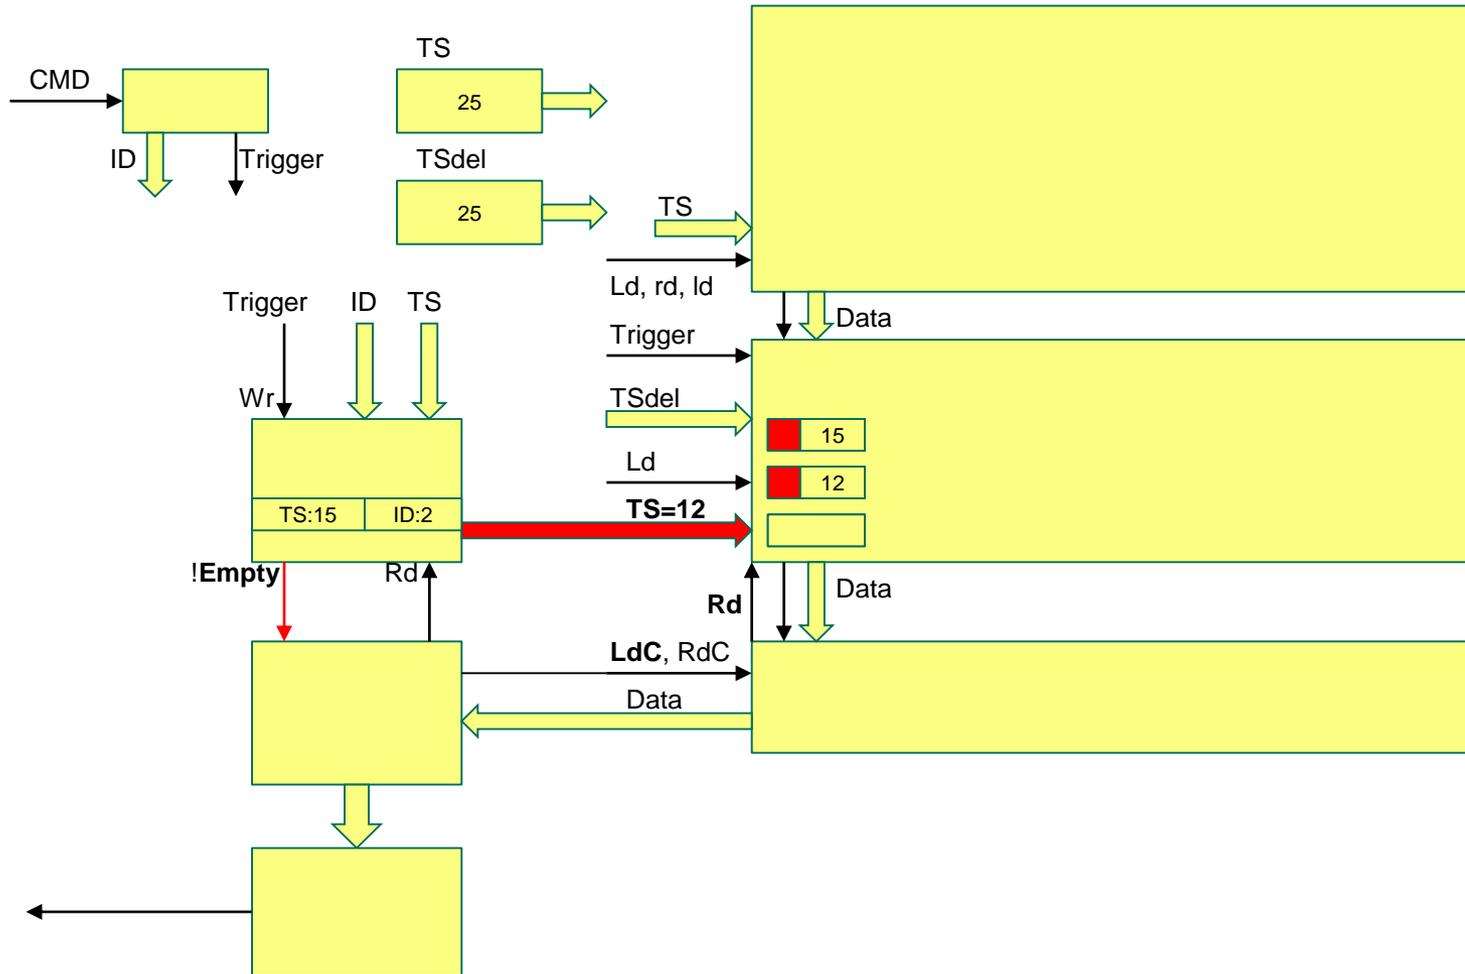 TS
CMD
25
ID
Trigger
TSdel
25
TS
Ld, rd, ld
Trigger
ID
TS
Data
Trigger
Wr
TSdel
15
Ld
12
TS=12
TS:15
ID:2
!Empty
Rd
Data
Rd
LdC, RdC
Data